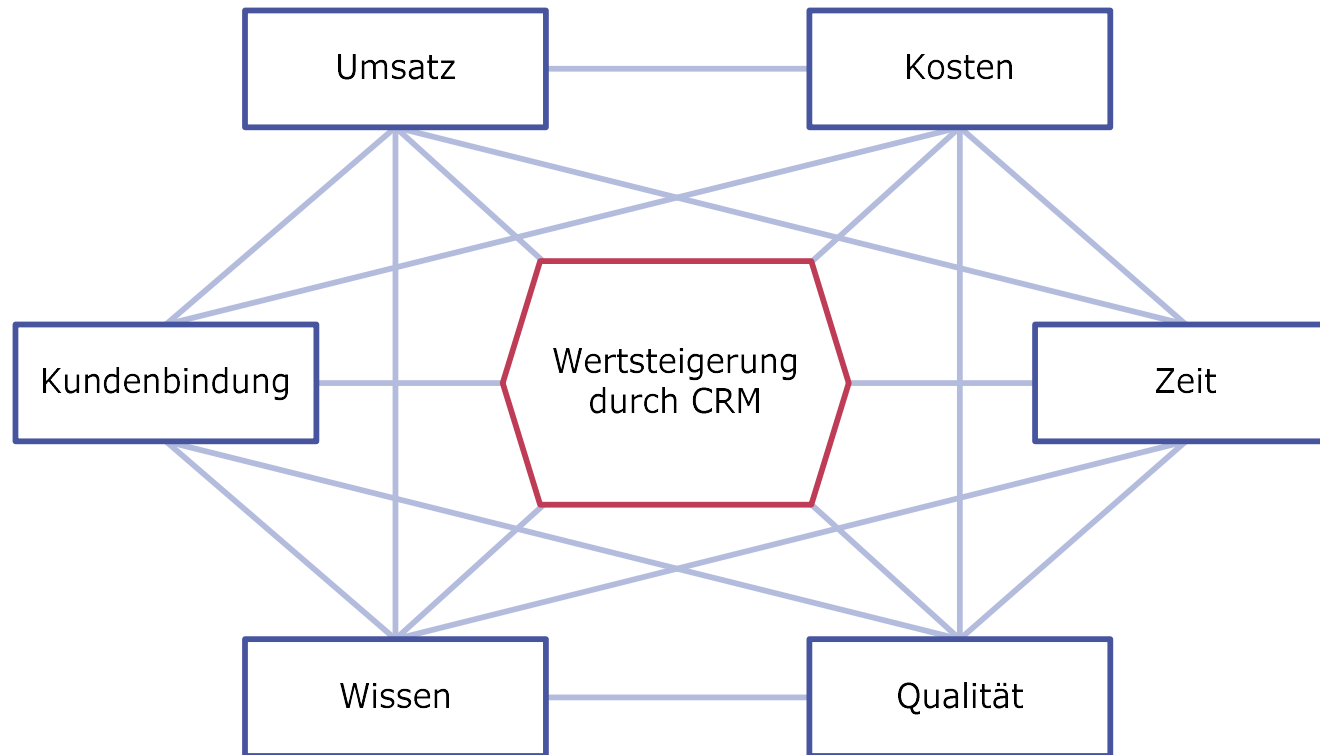 Umsatz
Kosten
Kundenbindung
Wertsteigerung
durch CRM
Zeit
Wissen
Qualität